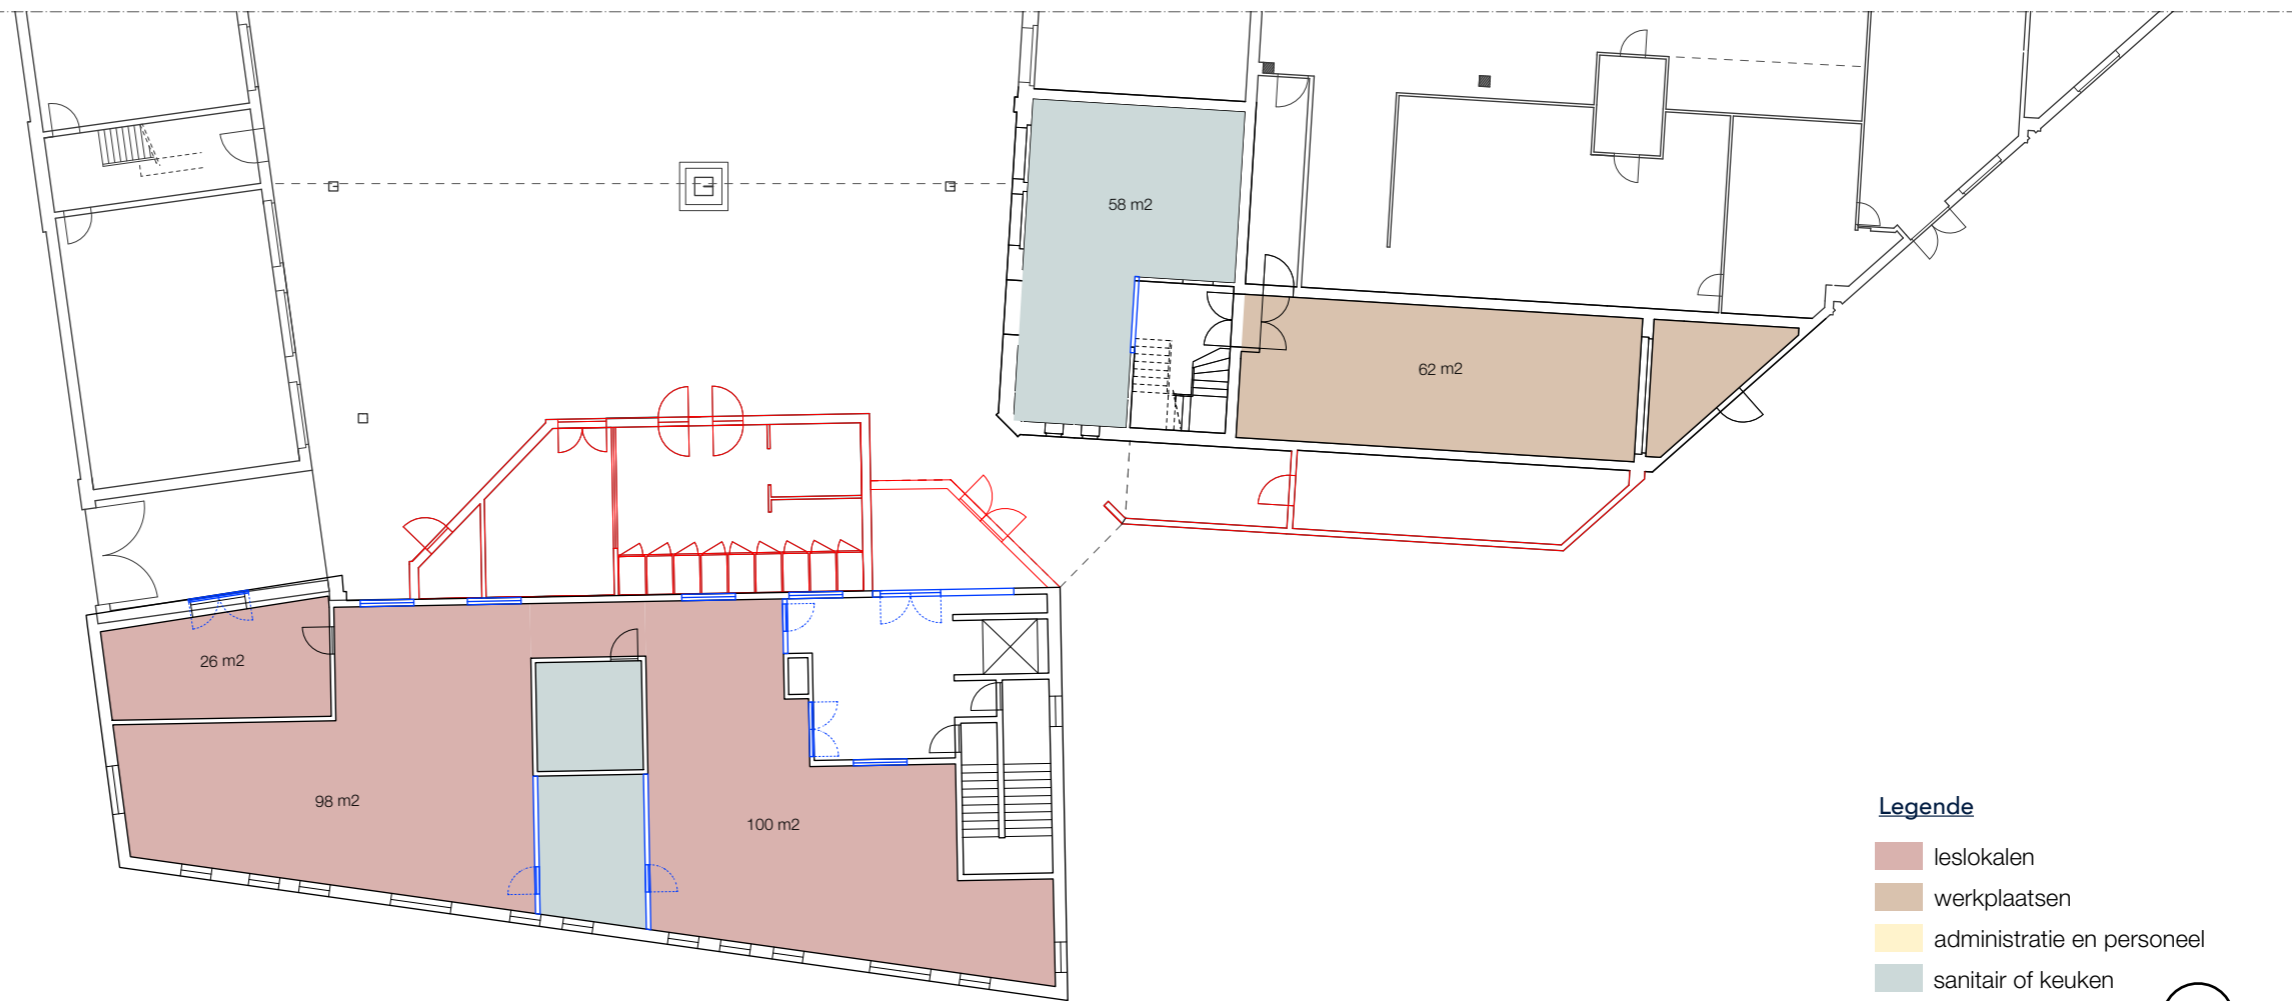 58 m2
62 m2
26 m2
98 m2
100 m2
Legende
leslokalen
werkplaatsen
administratie en personeel
sanitair of keuken